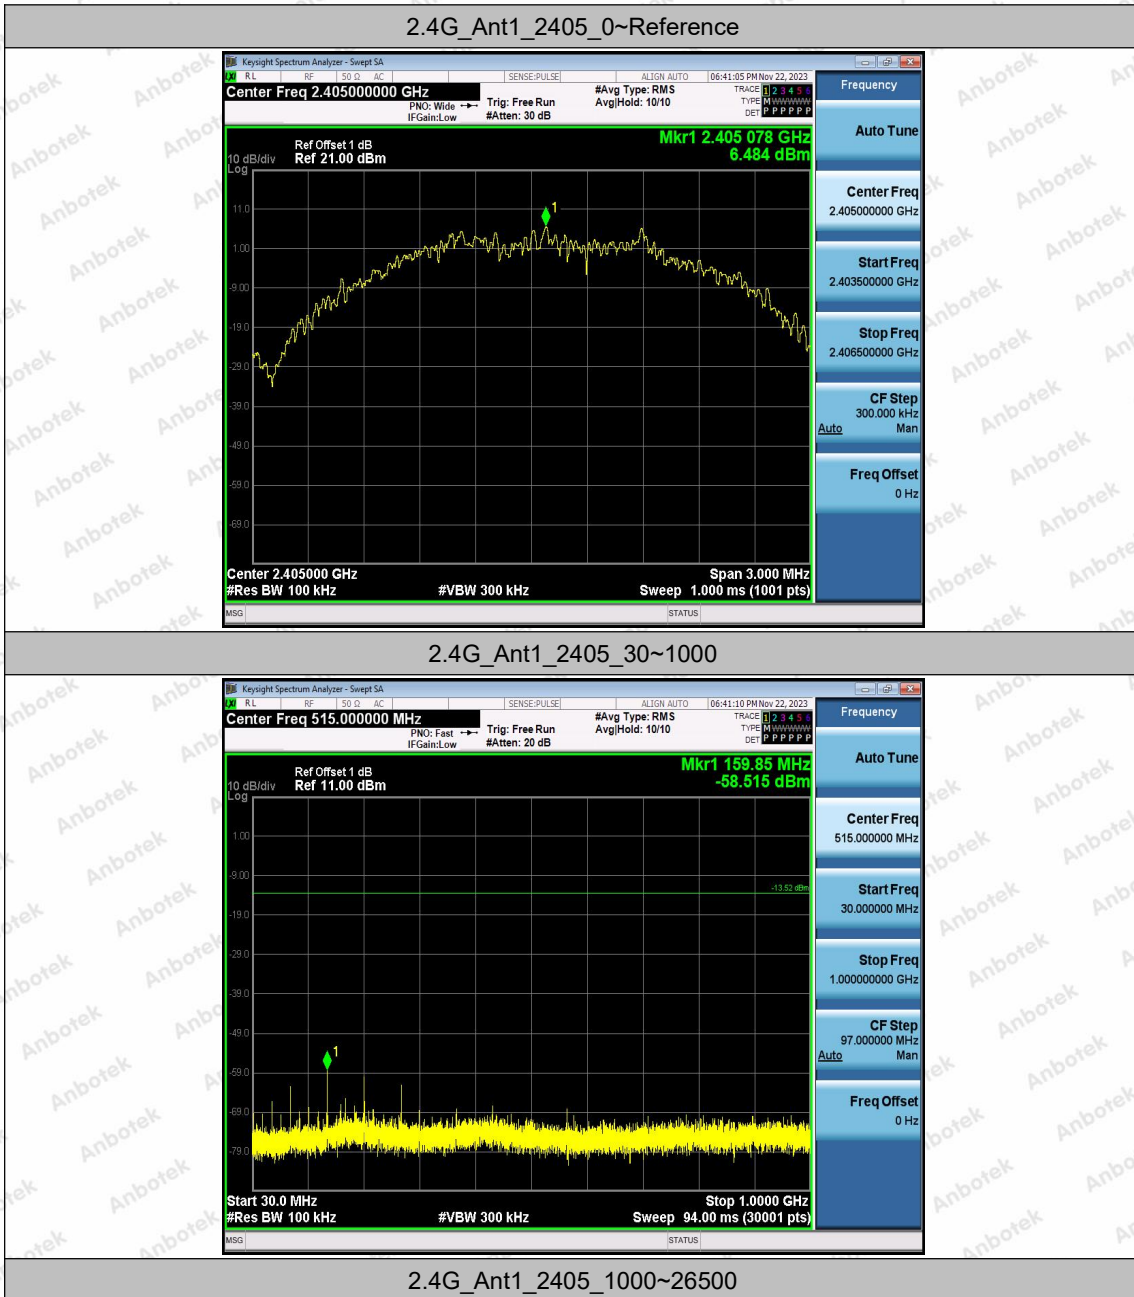 2.4G_Ant1_2405_0~Reference
Keysight Spectrum Analyzer - Swept SA
LXI RL RF 50 Ω AC SENSE:PULSE ALIGN AUTO 06:41:05 PM Nov 22, 2023
Center Freq 2.405000000 GHz
PNO: Wide
IFGain:Low
Trig: Free Run
#Atten: 30 dB
#Avg Type: RMS
Avg|Hold: 10/10
TRACE 1 2 3 4 5 6
TYPE M W W W W W
DET P P P P P P
Frequency
Auto Tune
Center Freq
2.405000000 GHz
Start Freq
2.403500000 GHz
Stop Freq
2.406500000 GHz
CF Step
300.000 kHz
Auto Man
Freq Offset
0 Hz
Mkr1 2.405 078 GHz
6.484 dBm
Ref Offset 1 dB
10 dB/div Ref 21.00 dBm
Log
1
11.0
1.00
-9.00
-19.0
-29.0
-39.0
-49.0
-59.0
-69.0
Center 2.405000 GHz Span 3.000 MHz
#Res BW 100 kHz #VBW 300 kHz Sweep 1.000 ms (1001 pts)
MSG STATUS
2.4G_Ant1_2405_30~1000
Keysight Spectrum Analyzer - Swept SA
LXI RL RF 50 Ω AC SENSE:PULSE ALIGN AUTO 06:41:10 PM Nov 22, 2023
Center Freq 515.000000 MHz
PNO: Fast
IFGain:Low
Trig: Free Run
#Atten: 20 dB
#Avg Type: RMS
Avg|Hold: 10/10
TRACE 1 2 3 4 5 6
TYPE M W W W W W
DET P P P P P P
Frequency
Auto Tune
Center Freq
515.000000 MHz
Start Freq
30.000000 MHz
Stop Freq
1.000000000 GHz
CF Step
97.000000 MHz
Auto Man
Freq Offset
0 Hz
Mkr1 159.85 MHz
-58.515 dBm
Ref Offset 1 dB
10 dB/div Ref 11.00 dBm
Log
1.00
-9.00
-13.52 dBm
-19.0
-29.0
-39.0
-49.0
1
-59.0
-69.0
-79.0
Start 30.0 MHz Stop 1.0000 GHz
#Res BW 100 kHz #VBW 300 kHz Sweep 94.00 ms (30001 pts)
MSG STATUS
2.4G_Ant1_2405_1000~26500
Anbotek